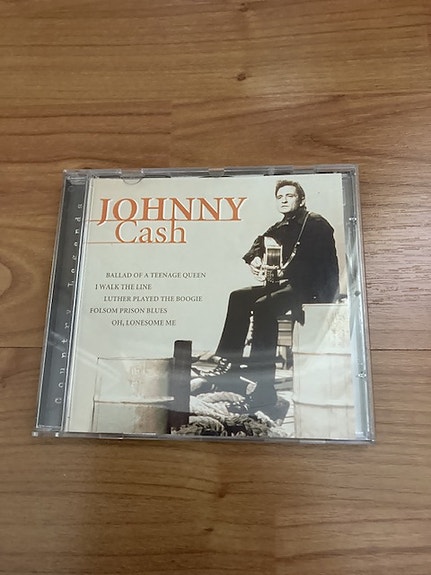 JOHNNY
Cash
BALLAD OF A TEENAGE QUEEN
I WALK THE LINE
LUTHER PLAYED THE BOOGIE
FOLSOM PRISON BLUES
OH, LONESOME ME
Country Legends